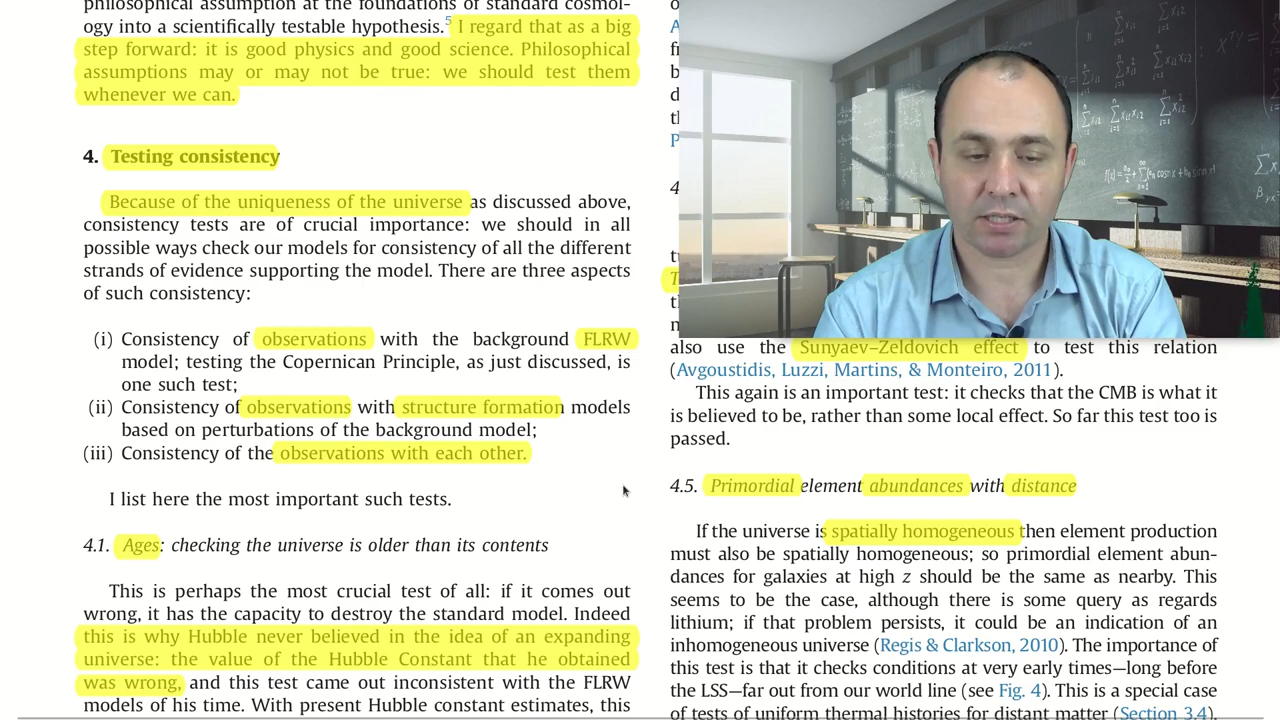 philosophical assumption at the foundations of standard cosmol-
ogy into a scientifically testable hypothesis.5 I regard that as a big
step forward: it is good physics and good science. Philosophical
assumptions may or may not be true: we should test them
whenever we can.
4. Testing consistency
Because of the uniqueness of the universe as discussed above,
consistency tests are of crucial importance: we should in all
possible ways check our models for consistency of all the different
strands of evidence supporting the model. There are three aspects
of such consistency:
(i) Consistency of observations with the background FLRW
model; testing the Copernican Principle, as just discussed, is
one such test;
(ii) Consistency of observations with structure formation models
based on perturbations of the background model;
(iii) Consistency of the observations with each other.
I list here the most important such tests.
4.1. Ages: checking the universe is older than its contents
This is perhaps the most crucial test of all: if it comes out
wrong, it has the capacity to destroy the standard model. Indeed
this is why Hubble never believed in the idea of an expanding
universe: the value of the Hubble Constant that he obtained
was wrong, and this test came out inconsistent with the FLRW
models of his time. With present Hubble constant estimates, this
also use the Sunyaev–Zeldovich effect to test this relation
(Avgoustidis, Luzzi, Martins, & Monteiro, 2011).
This again is an important test: it checks that the CMB is what it
is believed to be, rather than some local effect. So far this test too is
passed.
4.5. Primordial element abundances with distance
If the universe is spatially homogeneous then element production
must also be spatially homogeneous; so primordial element abun-
dances for galaxies at high z should be the same as nearby. This
seems to be the case, although there is some query as regards
lithium; if that problem persists, it could be an indication of an
inhomogeneous universe (Regis & Clarkson, 2010). The importance of
this test is that it checks conditions at very early times—long before
the LSS—far out from our world line (see Fig. 4). This is a special case
of tests of uniform thermal histories for distant matter (Section 3.4).